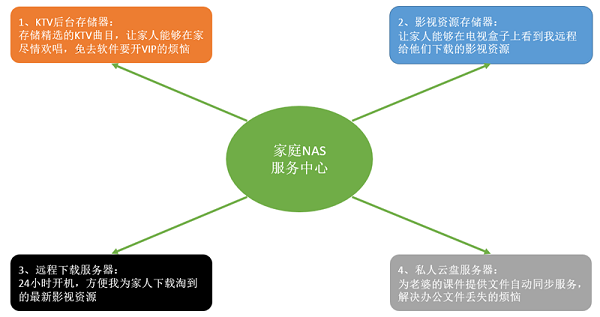 1、KTV后台存储器：
存储精选的KTV曲目，让家人能够在家
尽情欢唱，免去软件要开VIP的烦恼
2、影视资源存储器：
让家人能够在电视盒子上看到我远程
给他们下载的影视资源
家庭NAS
服务中心
3、远程下载服务器：
24小时开机，方便我为家人下载淘到
的最新影视资源
4、私人云盘服务器：
为老婆的课件提供文件自动同步服务，
解决办公文件丢失的烦恼